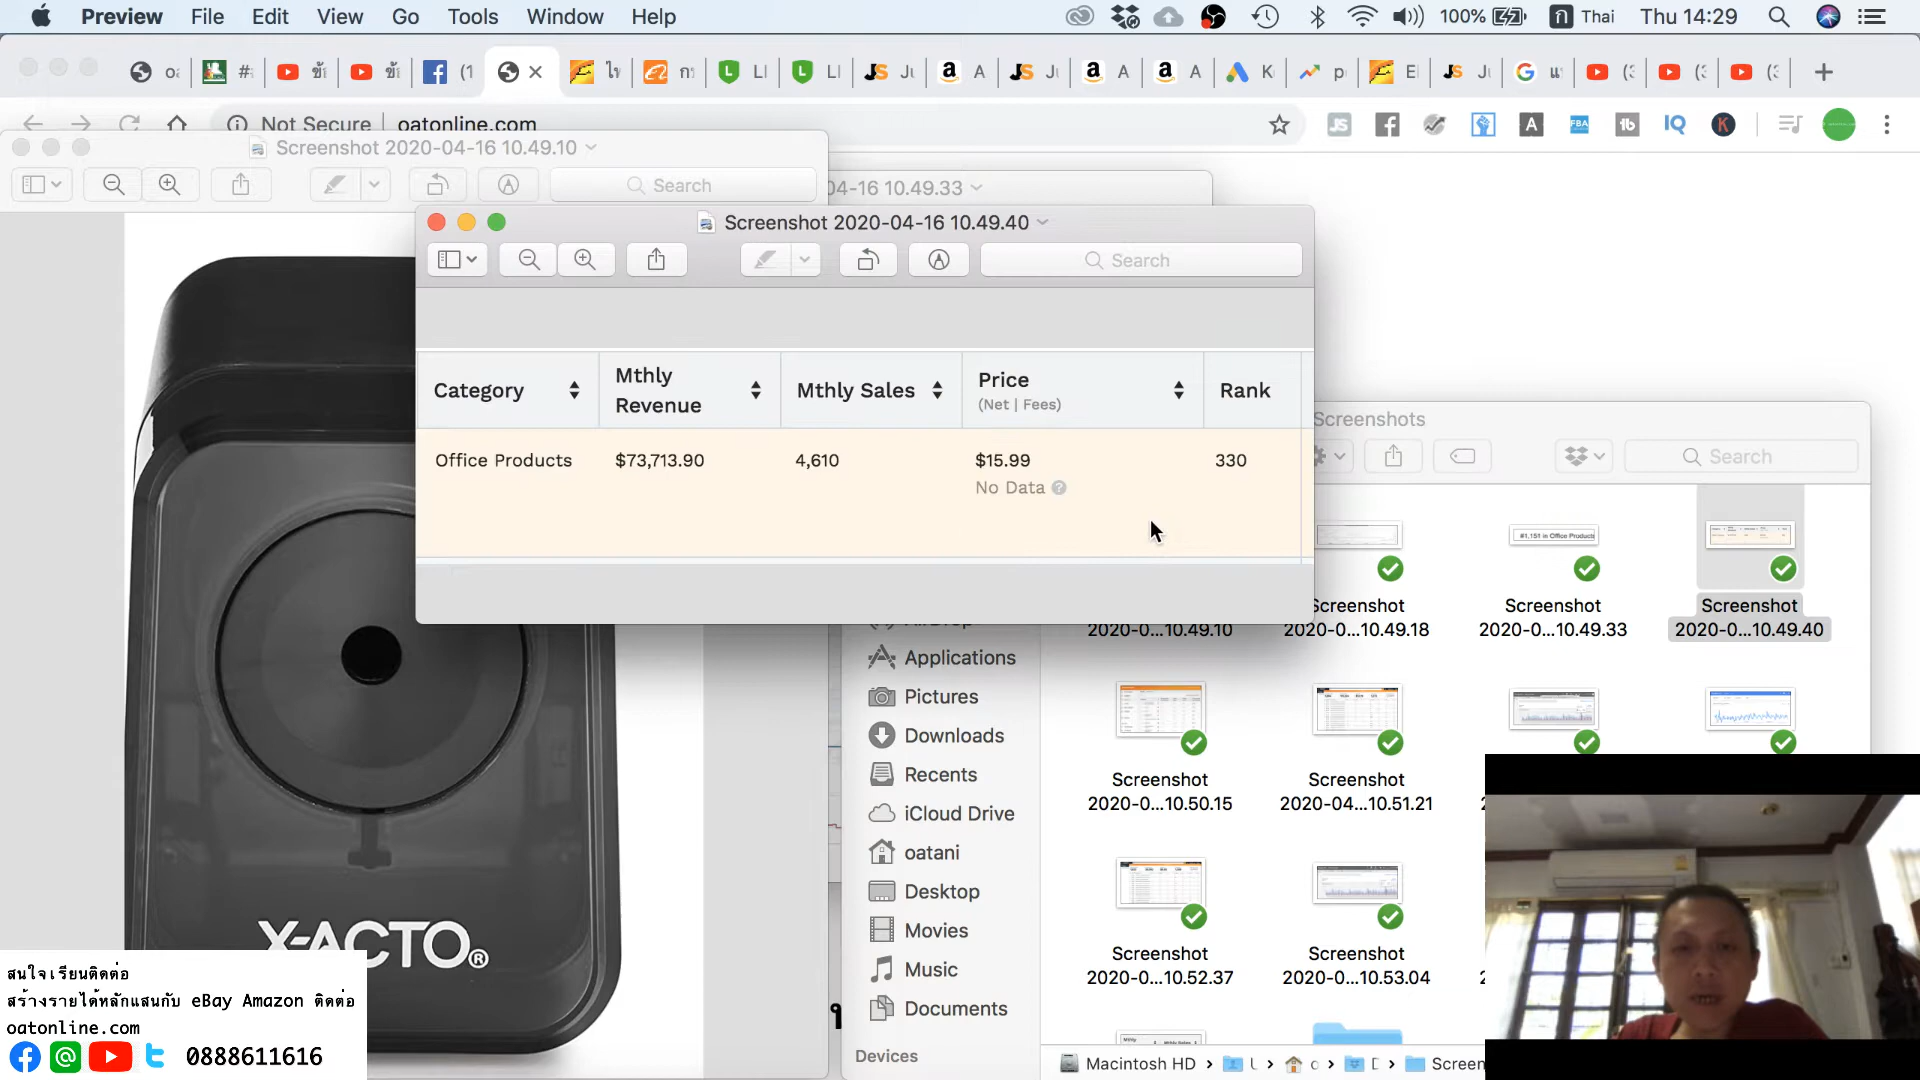 Preview File Edit View Go Tools Window Help
100% Thai Thu 14:29
Not Secure oatonline.com
Screenshot 2020-04-16 10.49.10
Search
04-16 10.49.33
Screenshot 2020-04-16 10.49.40
Search
Category Mthly Revenue Mthly Sales Price (Net | Fees) Rank
Office Products $73,713.90 4,610 $15.99 330
No Data
Screenshots
Search
#1,151 in Office Products
2020-0...10.49.10
Screenshot
2020-0...10.49.18
Screenshot
2020-0...10.49.33
Screenshot
2020-0...10.49.40
Applications
Pictures
Downloads
Recents
iCloud Drive
oatani
Desktop
Movies
Music
Documents
Devices
Screenshot
2020-0...10.50.15
Screenshot
2020-04...10.51.21
Screenshot
2020-0...10.52.37
Screenshot
2020-0...10.53.04
Macintosh HD
Screen
X-ACTO®
สนใจเรียนติดต่อ
สร้างรายได้หลักแสนกับ eBay Amazon ติดต่อ
oatonline.com
0888611616